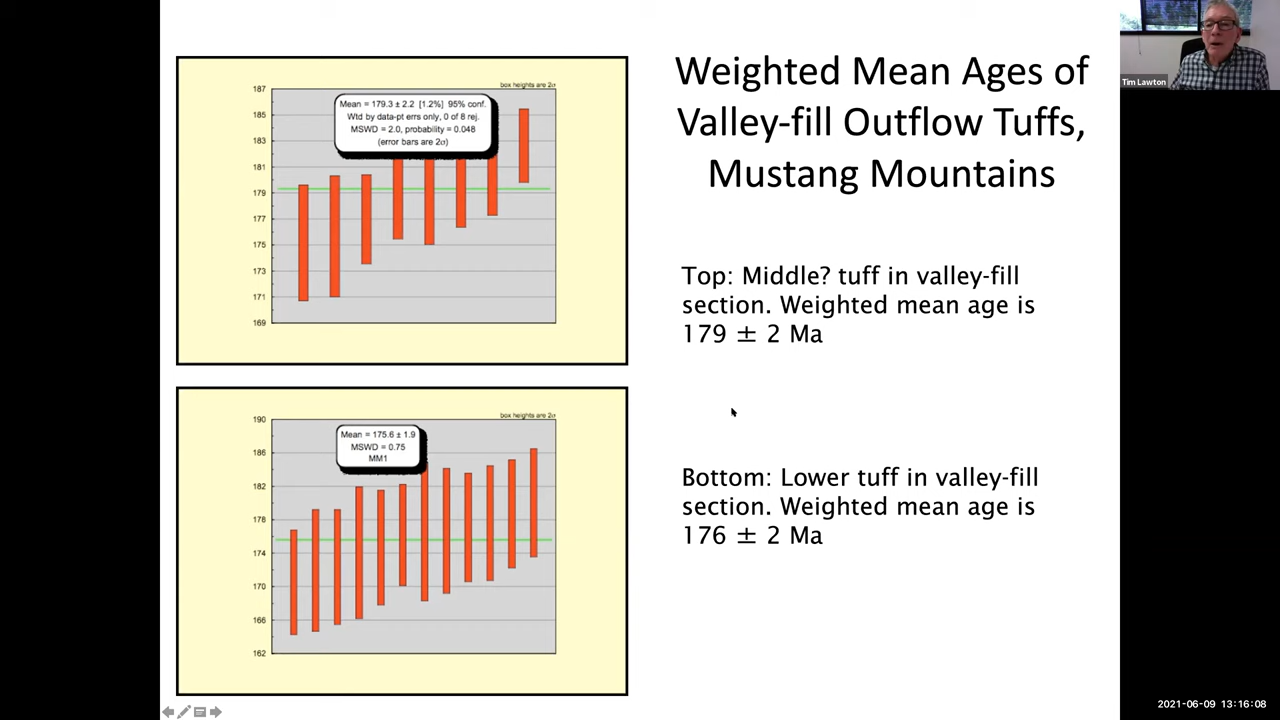 Weighted Mean Ages of
Valley-fill Outflow Tuffs,
Mustang Mountains
Tim Lawton
box heights are 2σ
Mean = 179.3 ± 2.2 [1.2%] 95% conf.
Wtd by data-pt errs only, 0 of 8 rej.
MSWD = 2.0, probability = 0.048
(error bars are 2σ)
187
185
183
181
179
177
175
173
171
169
Top: Middle? tuff in valley-fill
section. Weighted mean age is
179 ± 2 Ma
box heights are 2σ
Mean = 175.6 ± 1.9
MSWD = 0.75
MM1
190
186
182
178
174
170
166
162
Bottom: Lower tuff in valley-fill
section. Weighted mean age is
176 ± 2 Ma
2021-06-09 13:16:08